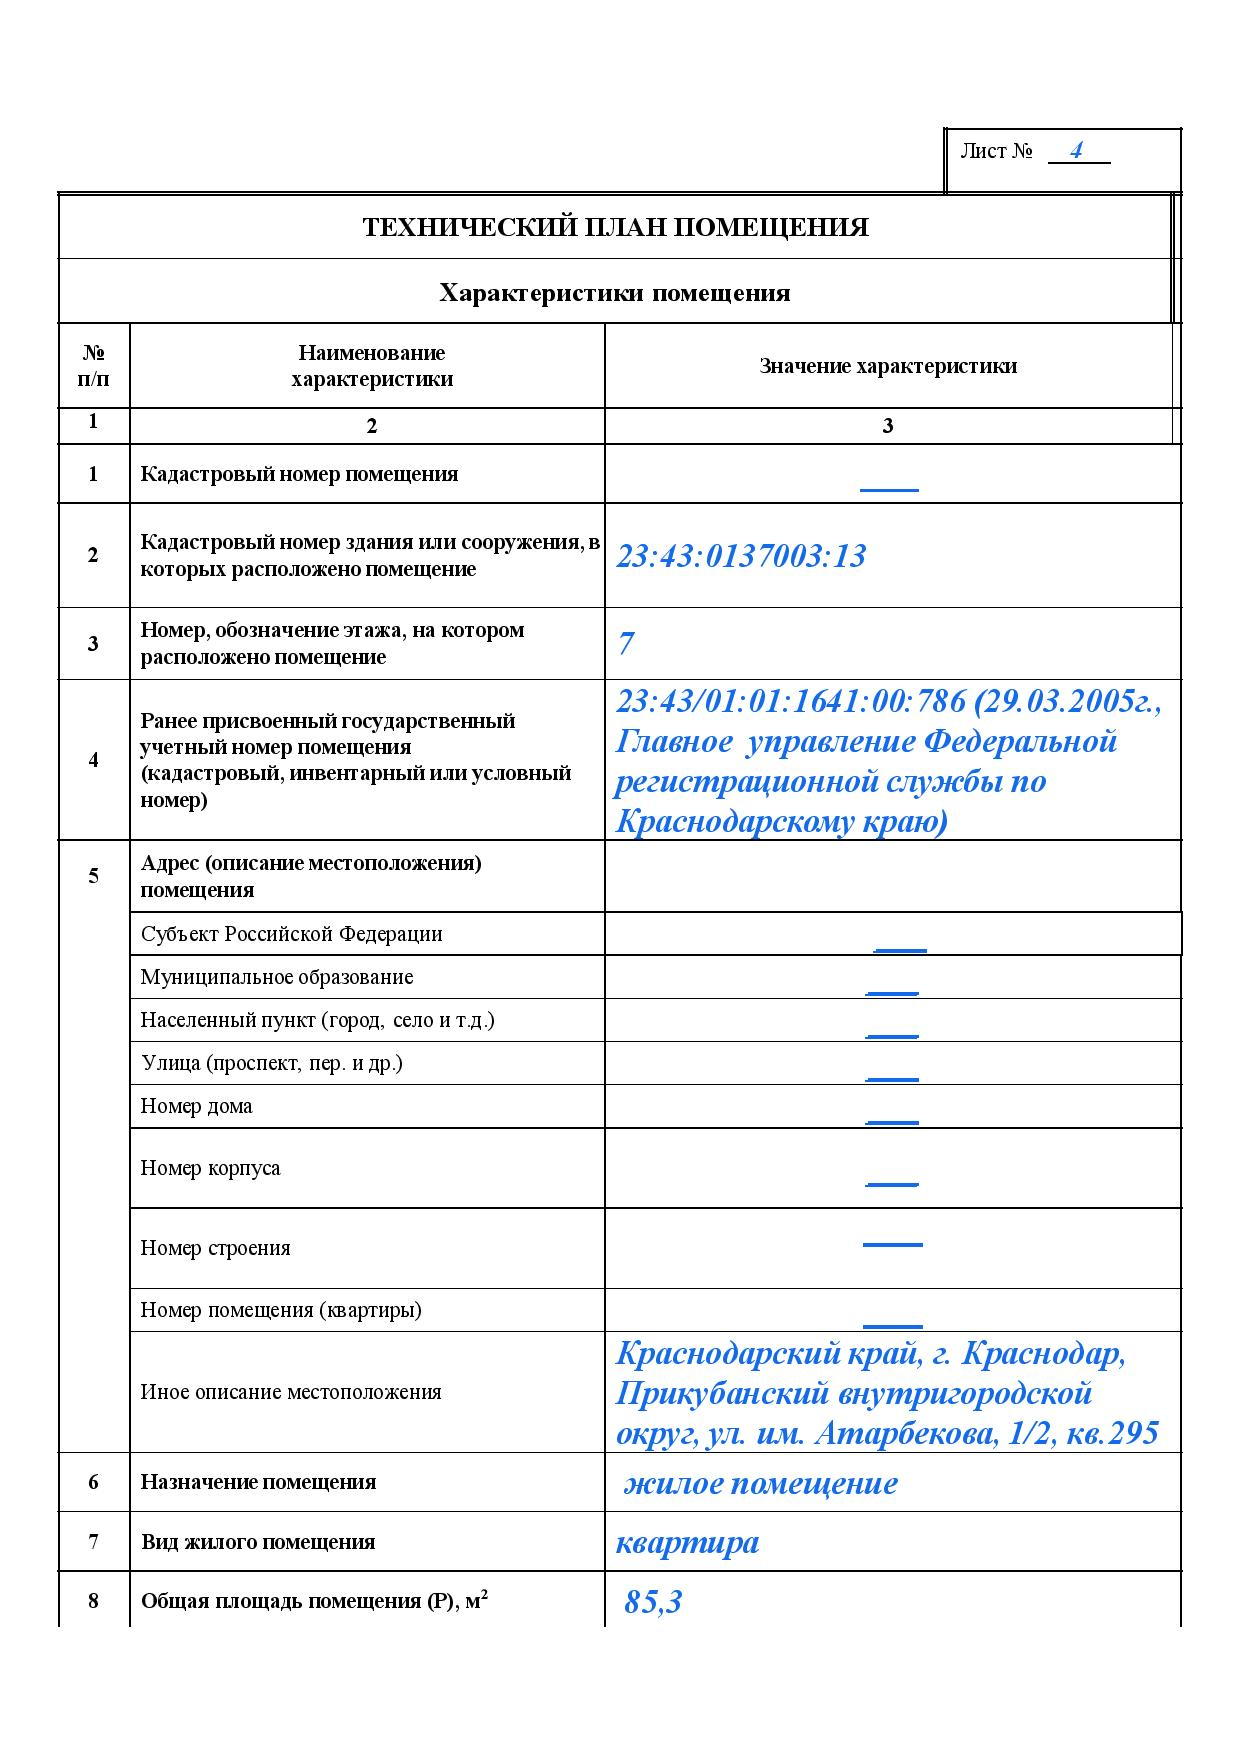 Лист № 4
ТЕХНИЧЕСКИЙ ПЛАН ПОМЕЩЕНИЯ
Характеристики помещения
№
п/п
Наименование
характеристики
Значение характеристики
1
2
3
1
Кадастровый номер помещения
2
Кадастровый номер здания или сооружения, в
которых расположено помещение
23:43:0137003:13
3
Номер, обозначение этажа, на котором
расположено помещение
7
4
Ранее присвоенный государственный
учетный номер помещения
(кадастровый, инвентарный или условный
номер)
23:43/01:01:1641:00:786 (29.03.2005г.,
Главное управление Федеральной
регистрационной службы по
Краснодарскому краю)
5
Адрес (описание местоположения)
помещения
Субъект Российской Федерации
Муниципальное образование
Населенный пункт (город, село и т.д.)
Улица (проспект, пер. и др.)
Номер дома
Номер корпуса
Номер строения
Номер помещения (квартиры)
Иное описание местоположения
Краснодарский край, г. Краснодар,
Прикубанский внутригородской
округ, ул. им. Атарбекова, 1/2, кв.295
6
Назначение помещения
жилое помещение
7
Вид жилого помещения
квартира
8
Общая площадь помещения (Р), м²
85,3